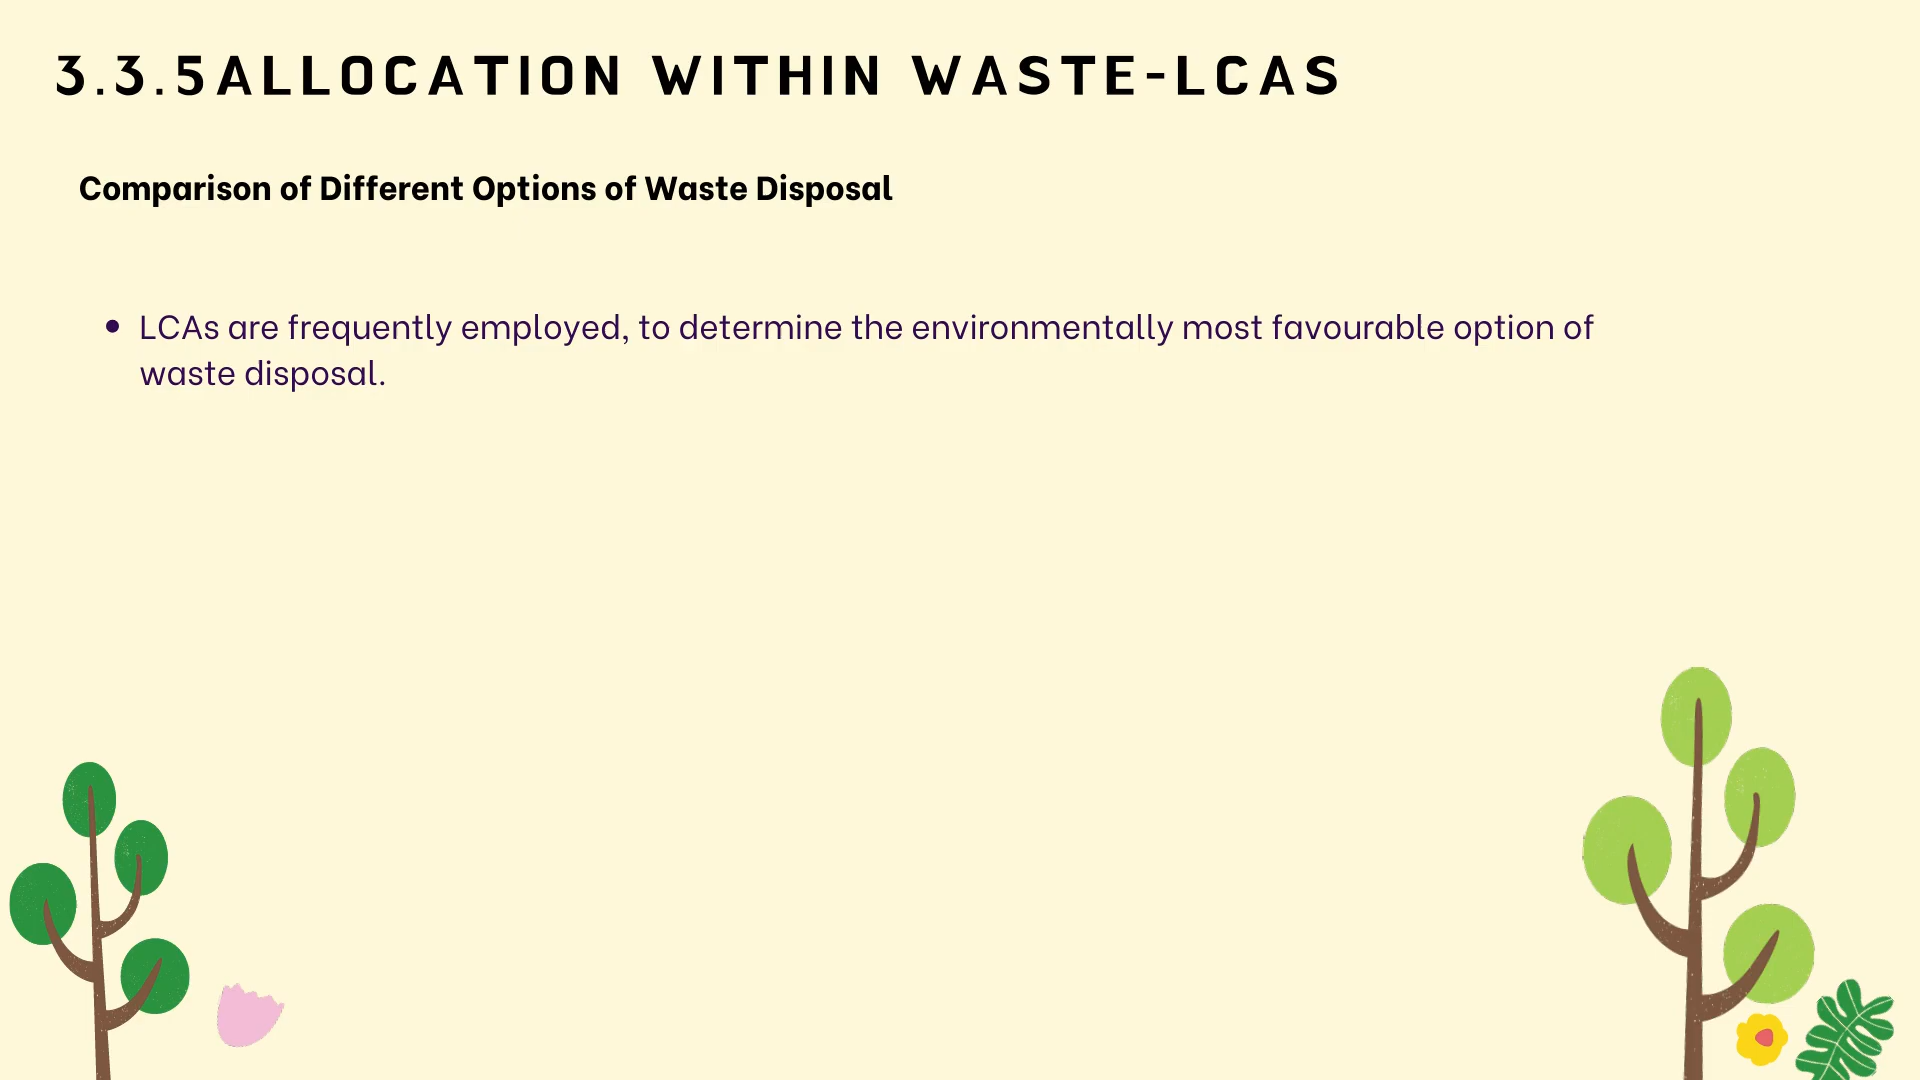 3.3.5ALLOCATION WITHIN WASTE-LCAS
Comparison of Different Options of Waste Disposal
• LCAs are frequently employed, to determine the environmentally most favourable option of
waste disposal.